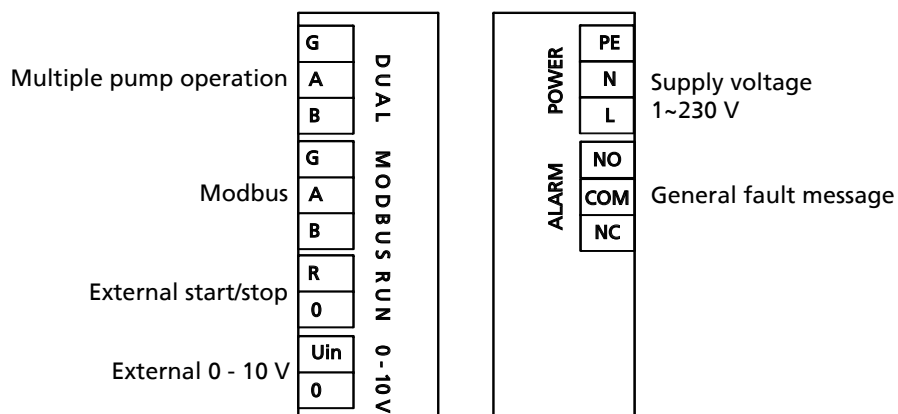 Multiple pump operation
G
A
B
DUAL
Modbus
G
A
B
MODBUS
External start/stop
R
0
RUN
External 0 - 10 V
Uin
0
0 - 10 V
POWER
PE
N
L
Supply voltage
1~230 V
ALARM
NO
COM
NC
General fault message